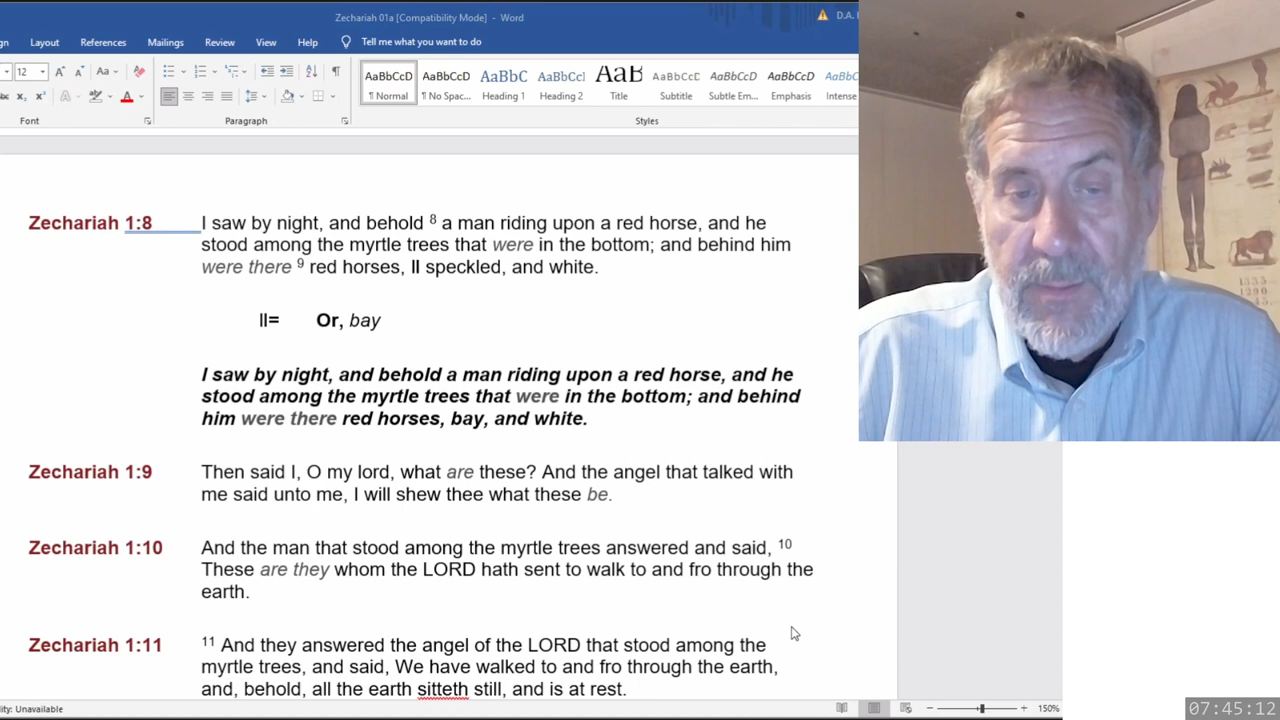 Zechariah 01a [Compatibility Mode] - Word
D.A.
Layout References Mailings Review View Help Tell me what you want to do
12 Aa
AaBbCcD AaBbCcD AaBbC AaBbCcI AaB AaBbCcD AaBbCcD AaBbCcD AaBb
¶ Normal ¶ No Spac... Heading 1 Heading 2 Title Subtitle Subtle Em... Emphasis Intense
Font Paragraph Styles
Zechariah 1:8 I saw by night, and behold ⁸ a man riding upon a red horse, and he
stood among the myrtle trees that were in the bottom; and behind him
were there ⁹ red horses, ǁ speckled, and white.
ǁ= Or, bay
I saw by night, and behold a man riding upon a red horse, and he
stood among the myrtle trees that were in the bottom; and behind
him were there red horses, bay, and white.
Zechariah 1:9 Then said I, O my lord, what are these? And the angel that talked with
me said unto me, I will shew thee what these be.
Zechariah 1:10 And the man that stood among the myrtle trees answered and said, ¹⁰
These are they whom the LORD hath sent to walk to and fro through the
earth.
Zechariah 1:11 ¹¹ And they answered the angel of the LORD that stood among the
myrtle trees, and said, We have walked to and fro through the earth,
and, behold, all the earth sitteth still, and is at rest.
lity: Unavailable
150%
07:45:12